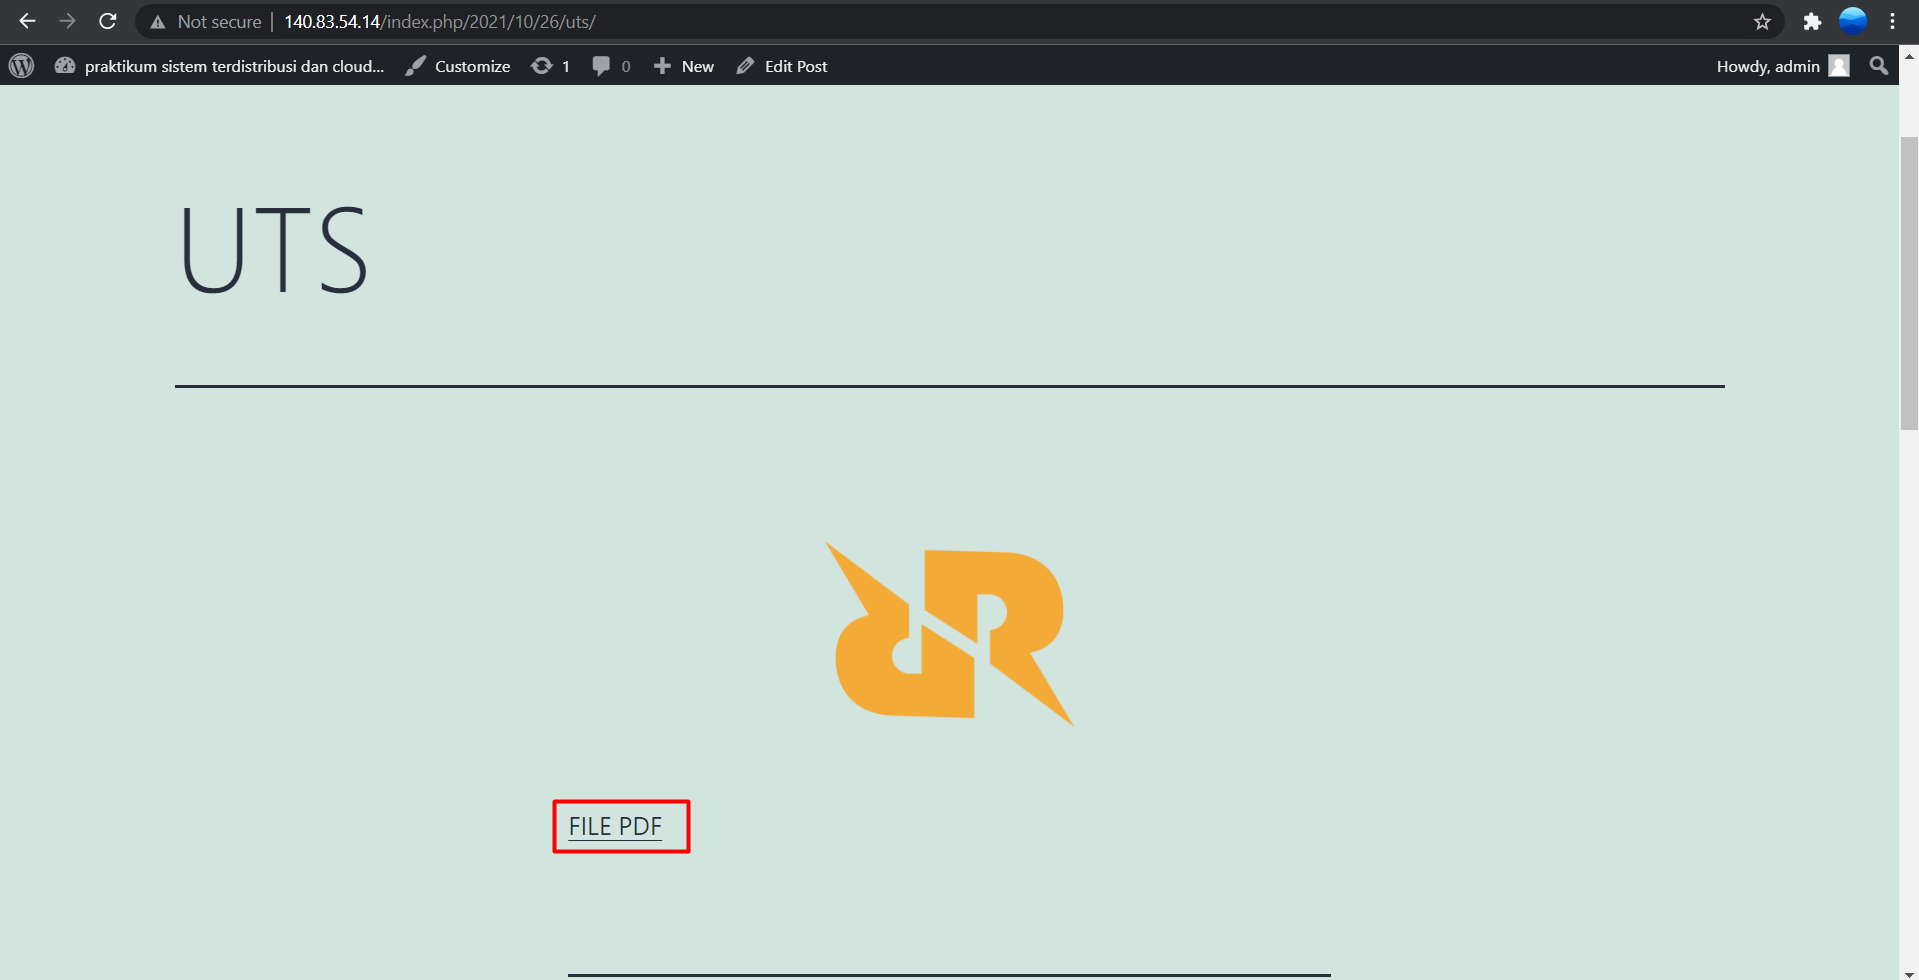 Not secure | 140.83.54.14/index.php/2021/10/26/uts/
praktikum sistem terdistribusi dan cloud... Customize 1 0 New Edit Post Howdy, admin
UTS
FILE PDF